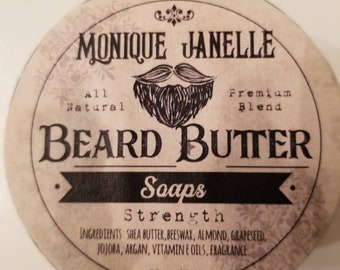 Monique Janelle
All Natural
Premium Blend
Beard Butter
Soaps
Strength
Ingredients: shea butter, beeswax, almond, grapeseed,
jojoba, argan, vitamin e oils, fragrance